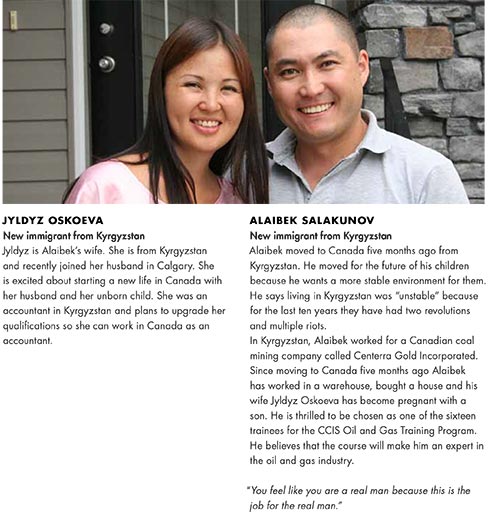 JYLDYZ OSKOEVA
New immigrant from Kyrgyzstan
Jyldyz is Alaibek's wife. She is from Kyrgyzstan
and recently joined her husband in Calgary. She
is excited about starting a new life in Canada with
her husband and her unborn child. She was an
accountant in Kyrgyzstan and plans to upgrade her
qualifications so she can work in Canada as an
accountant.
ALAIBEK SALAKUNOV
New immigrant from Kyrgyzstan
Alaibek moved to Canada five months ago from
Kyrgyzstan. He moved for the future of his children
because he wants a more stable environment for them.
He says living in Kyrgyzstan was "unstable" because
for the last ten years they have had two revolutions
and multiple riots.
In Kyrgyzstan, Alaibek worked for a Canadian coal
mining company called Centerra Gold Incorporated.
Since moving to Canada five months ago Alaibek
has worked in a warehouse, bought a house and his
wife Jyldyz Oskoeva has become pregnant with a
son. He is thrilled to be chosen as one of the sixteen
trainees for the CCIS Oil and Gas Training Program.
He believes that the course will make him an expert in
the oil and gas industry.
"You feel like you are a real man because this is the
job for the real man."